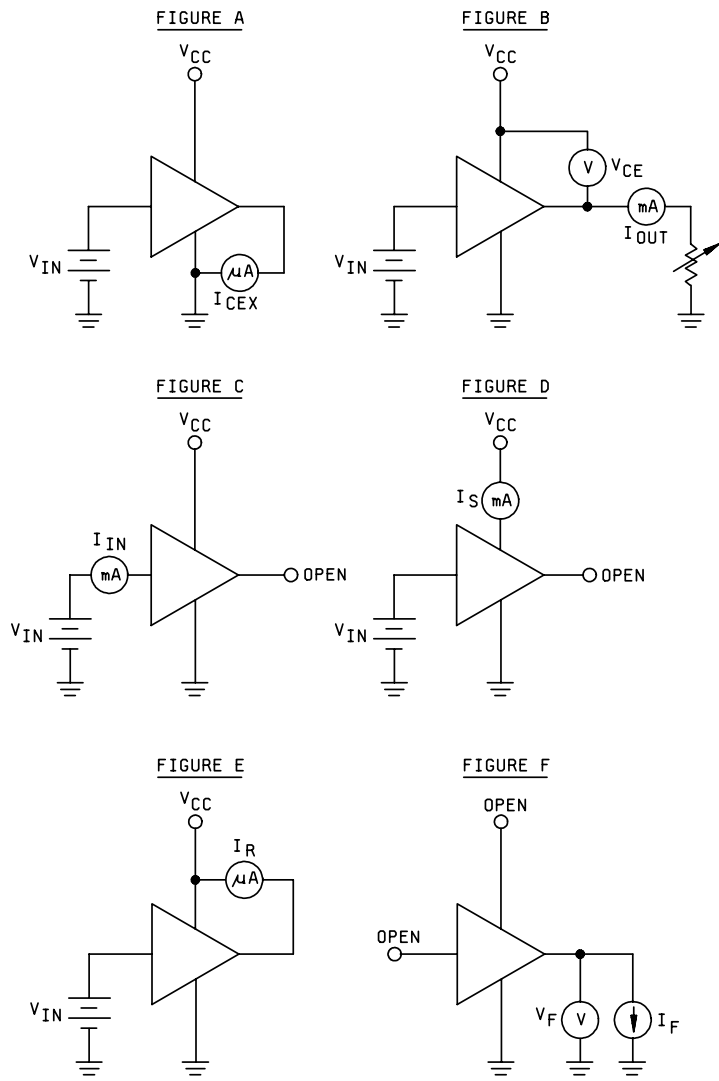 FIGURE A
VCC
VIN
μA
ICEX
FIGURE B
VCC
V
VCE
mA
IOUT
VIN
FIGURE C
VCC
IIN
mA
OPEN
VIN
FIGURE D
VCC
IS
mA
OPEN
VIN
FIGURE E
VCC
IR
μA
VIN
FIGURE F
OPEN
OPEN
VF
V
IF